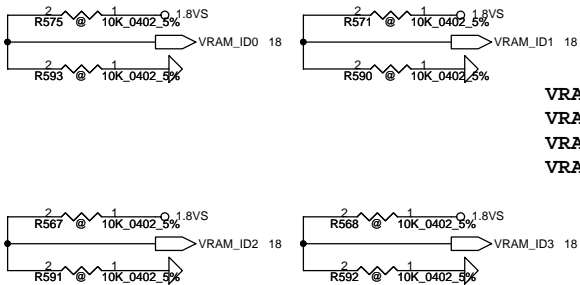 2 1 1.8VS 2 1 1.8VS
R575 @ 10K_0402_5% R571 @ 10K_0402_5%
VRAM_ID0 18 VRAM_ID1 18
2 1 2 1
R593 @ 10K_0402_5% R590 @ 10K_0402_5%
VRA
VRA
VRA
VRA
2 1 1.8VS 2 1 1.8VS
R567 @ 10K_0402_5% R568 @ 10K_0402_5%
VRAM_ID2 18 VRAM_ID3 18
2 1 2 1
R591 @ 10K_0402_5% R592 @ 10K_0402_5%